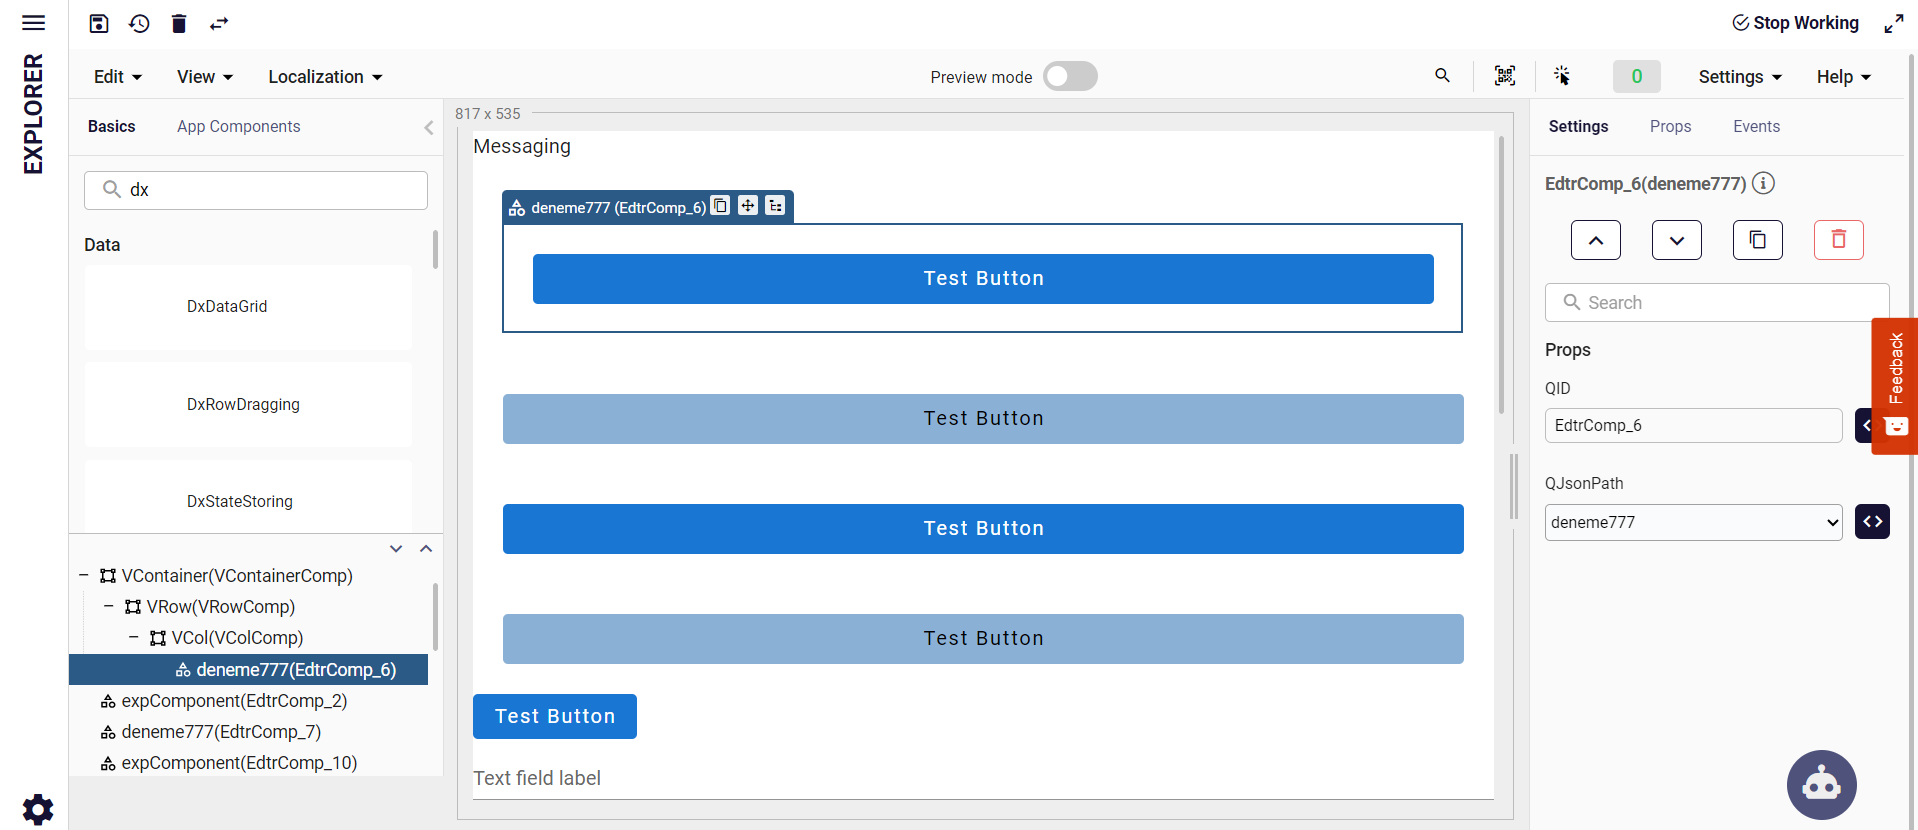 Stop Working
EXPLORER
Edit View Localization Preview mode 0 Settings Help
Basics App Components
dx
Data
DxDataGrid
DxRowDragging
DxStateStoring
VContainer(VContainerComp)
VRow(VRowComp)
VCol(VColComp)
deneme777(EdtrComp_6)
expComponent(EdtrComp_2)
deneme777(EdtrComp_7)
expComponent(EdtrComp_10)
817 x 535
Messaging
deneme777 (EdtrComp_6)
Test Button
Test Button
Test Button
Test Button
Test Button
Text field label
Settings Props Events
EdtrComp_6(deneme777)
Search
Props
QID
EdtrComp_6
QJsonPath
deneme777
Feedback